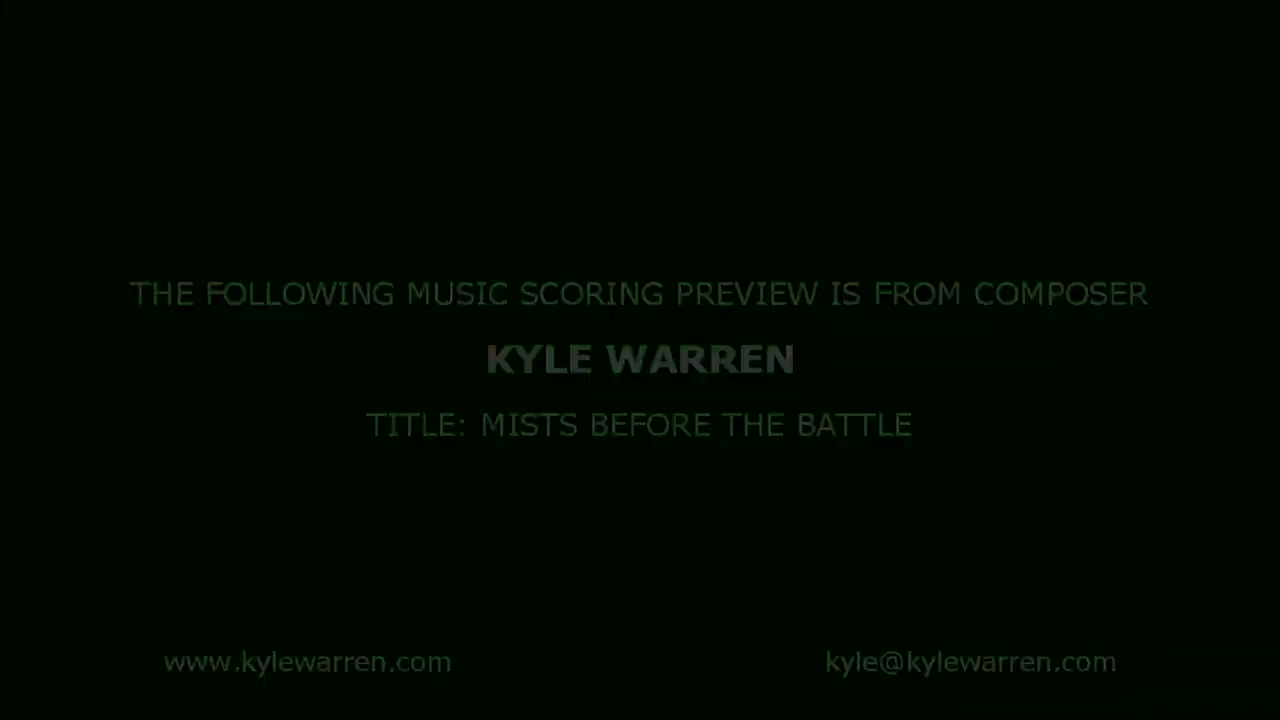 THE FOLLOWING MUSIC SCORING PREVIEW IS FROM COMPOSER
KYLE WARREN
TITLE: MISTS BEFORE THE BATTLE
www.kylewarren.com
kyle@kylewarren.com